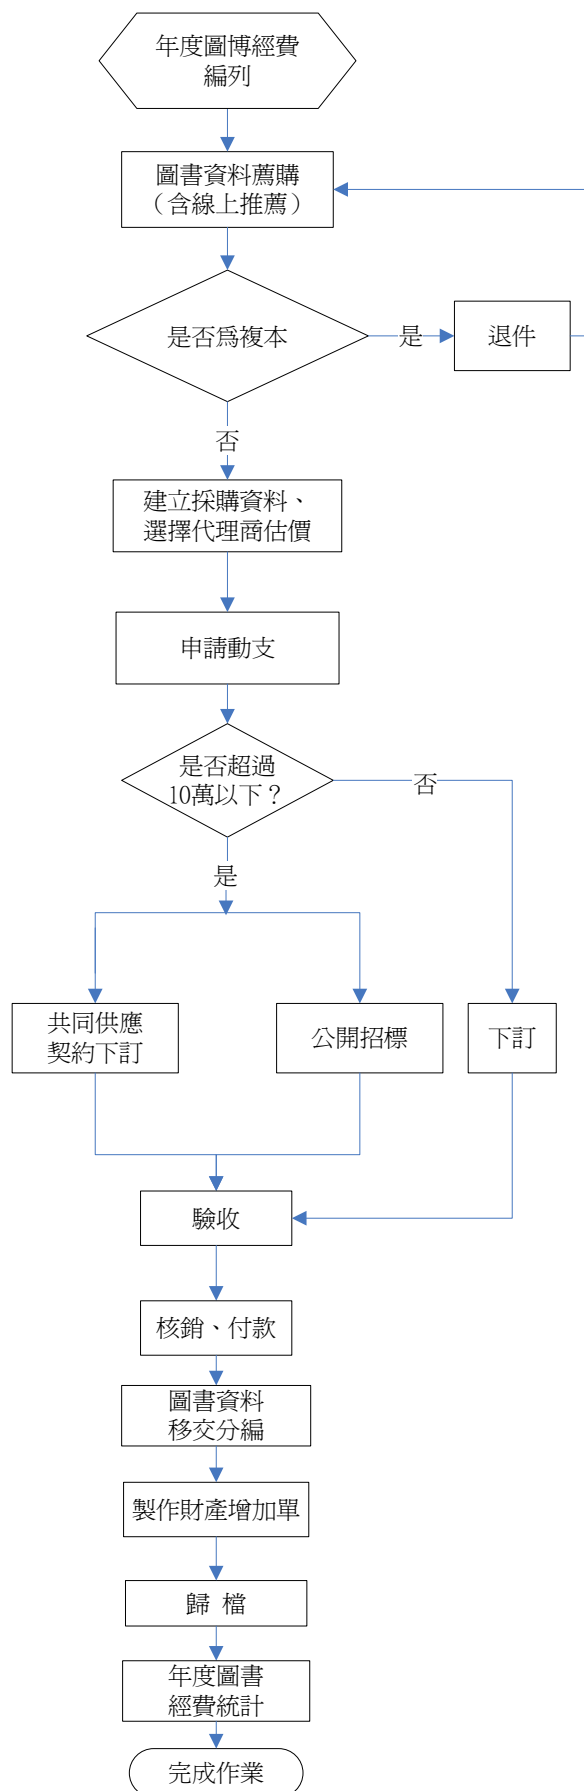 年度圖博經費
編列
圖書資料薦購
（含線上推薦）
是否為複本
是
退件
否
建立採購資料、
選擇代理商估價
申請動支
是否超過
10萬以下？
否
是
共同供應
契約下訂
公開招標
下訂
驗收
核銷、付款
圖書資料
移交分編
製作財產增加單
歸 檔
年度圖書
經費統計
完成作業